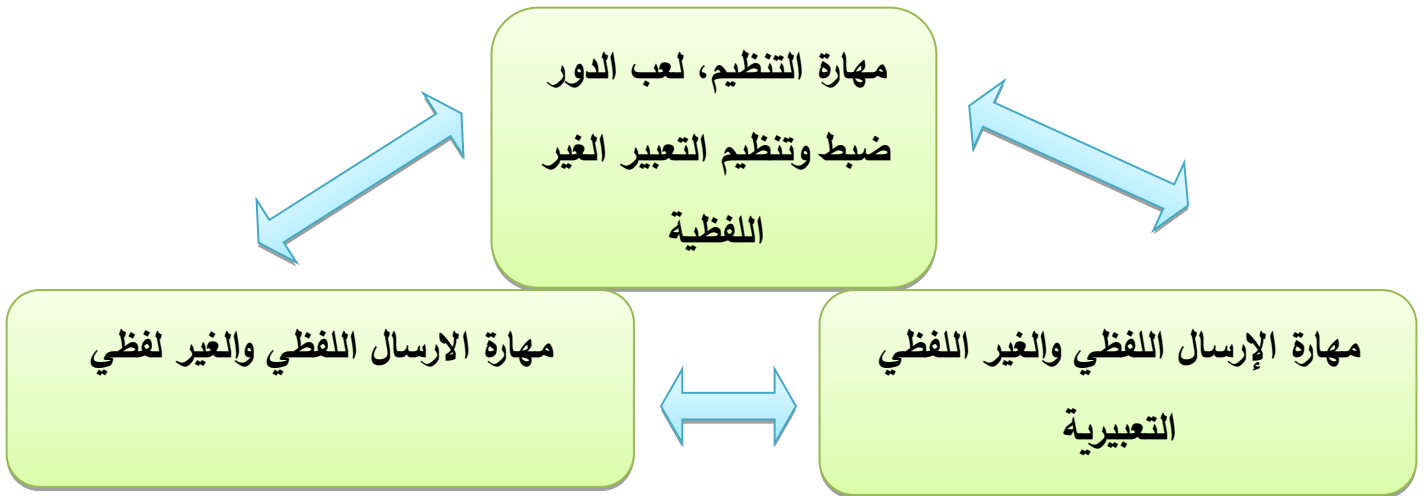 مهارة التنظيم، لعب الدور
ضبط وتنظيم التعبير الغير
اللفظية
مهارة الإرسال اللفظي والغير اللفظي
التعبيرية
مهارة الارسال اللفظي والغير لفظي